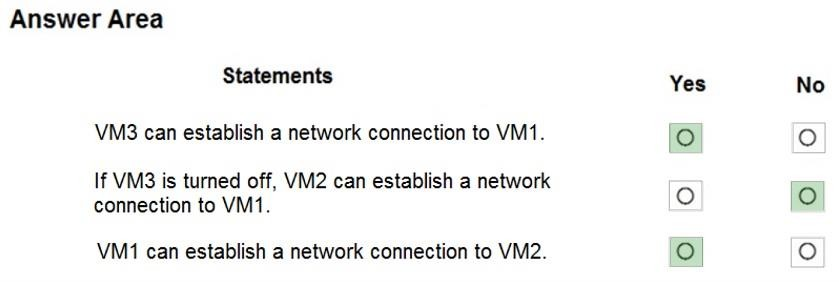 Answer Area
Statements Yes No
VM3 can establish a network connection to VM1.
If VM3 is turned off, VM2 can establish a network
connection to VM1.
VM1 can establish a network connection to VM2.